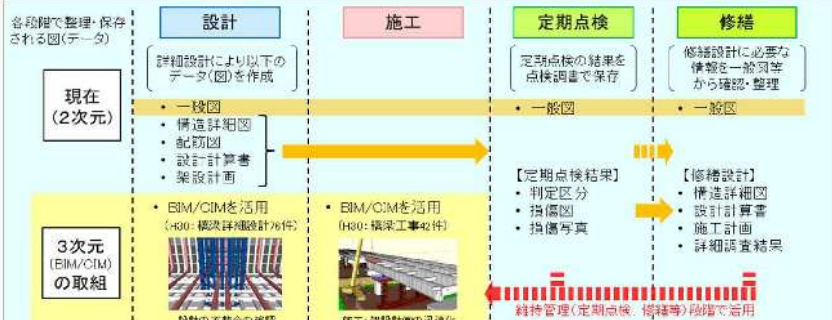 各段階で整理・保存
される図(データ)
設計
施工
定期点検
修繕
現在
(2次元)
詳細設計により以下の
データ(図)を作成
定期点検の結果を
点検調書で保存
修繕設計に必要な
情報を一般図等
から確認・整理
• 一般図
• 一般図
• 一般図
• 構造詳細図
• 配筋図
• 設計計算書
• 架設計画
【定期点検結果】
• 判定区分
• 損傷図
• 損傷写真
【修繕設計】
• 構造詳細図
• 設計計算書
• 施工計画
• 詳細調査結果
3次元
(BIM/CIM)
の取組
• BIM/CIMを活用
(H30:橋梁詳細設計76件)
• BIM/CIMを活用
(H30:橋梁工事42件)
維持管理(定期点検、修繕等)段階で活用